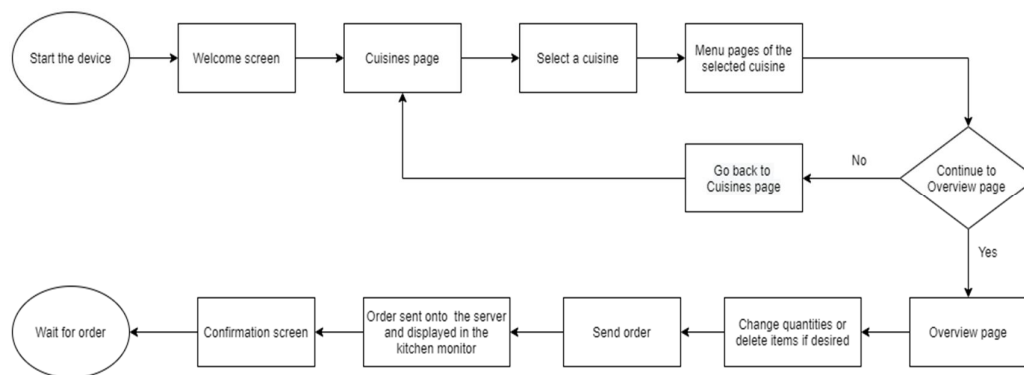 Start the device
Welcome screen
Cuisines page
Select a cuisine
Menu pages of the
selected cuisine
Continue to
Overview page
No
Go back to
Cuisines page
Yes
Overview page
Change quantities or
delete items if desired
Send order
Order sent onto the server
and displayed in the
kitchen monitor
Confirmation screen
Wait for order